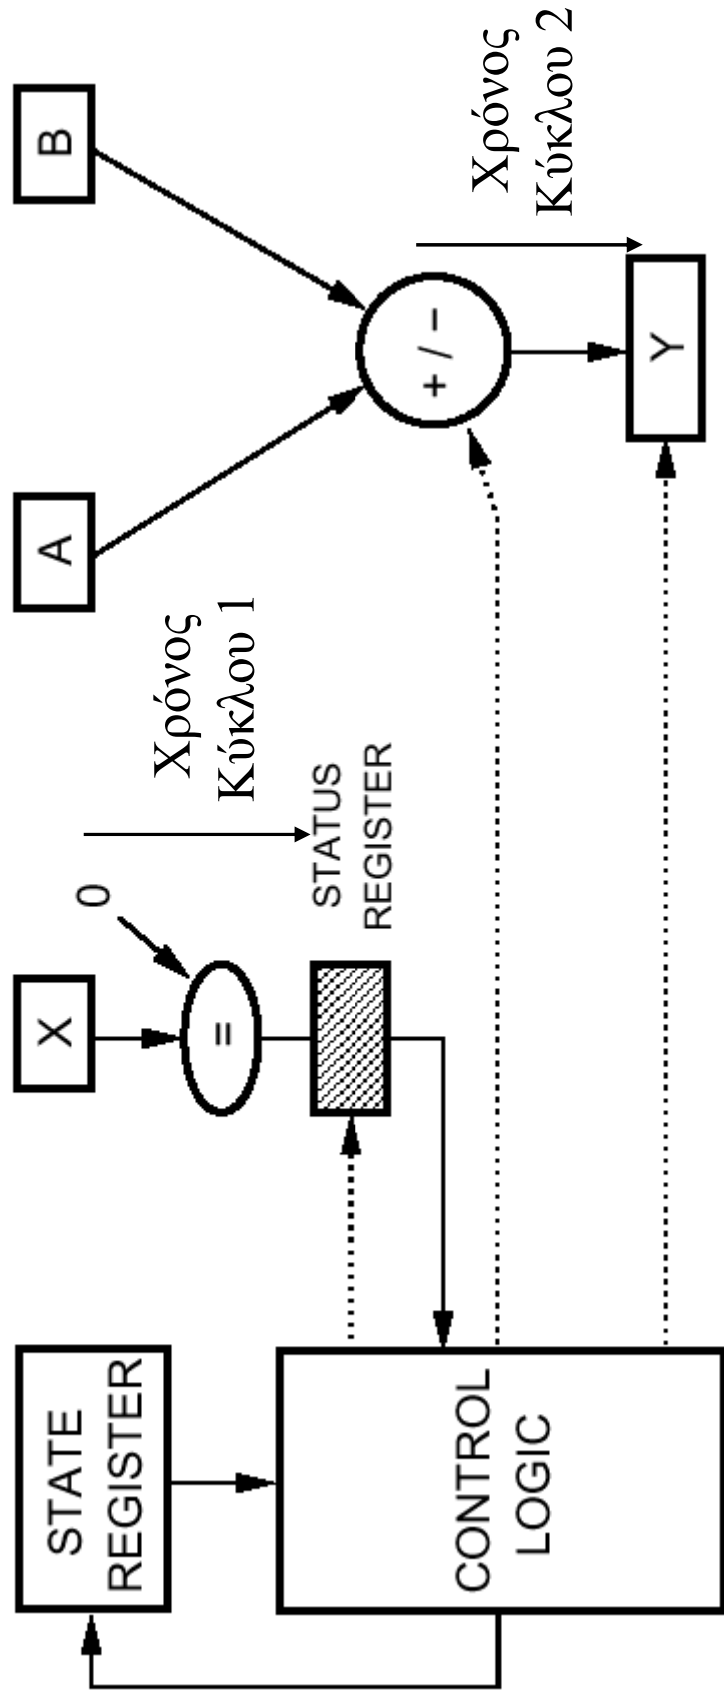 STATE
REGISTER
CONTROL
LOGIC
X
0
=
STATUS
REGISTER
Χρόνος
Κύκλου 1
A
B
+ / −
Y
Χρόνος
Κύκλου 2